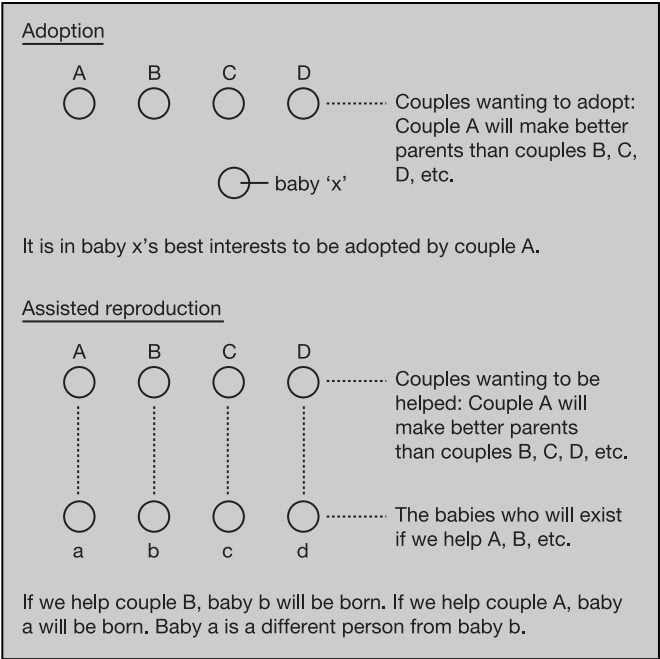 Adoption
A B C D
Couples wanting to adopt:
Couple A will make better
parents than couples B, C,
D, etc.
baby ‘x’
It is in baby x’s best interests to be adopted by couple A.
Assisted reproduction
A B C D
Couples wanting to be
helped: Couple A will
make better parents
than couples B, C, D, etc.
The babies who will exist
if we help A, B, etc.
a b c d
If we help couple B, baby b will be born. If we help couple A, baby
a will be born. Baby a is a different person from baby b.